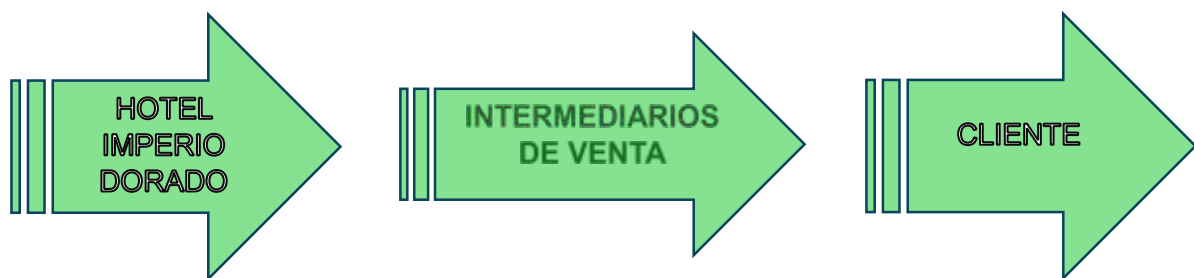 HOTEL
IMPERIO
DORADO
INTERMEDIARIOS
DE VENTA
CLIENTE